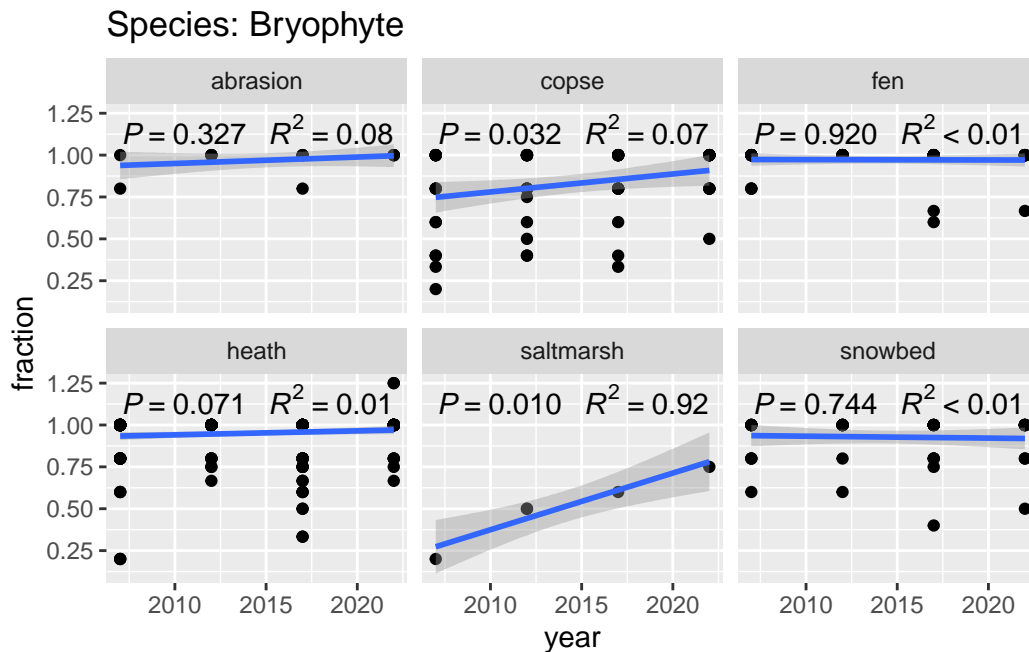 Species: Bryophyte
abrasion copse fen
1.25
P = 0.327 R² = 0.08 P = 0.032 R² = 0.07 P = 0.920 R² < 0.01
1.00
0.75
0.50
0.25
fraction
heath saltmarsh snowbed
1.25
P = 0.071 R² = 0.01 P = 0.010 R² = 0.92 P = 0.744 R² < 0.01
1.00
0.75
0.50
0.25
2010 2015 2020 2010 2015 2020 2010 2015 2020
year